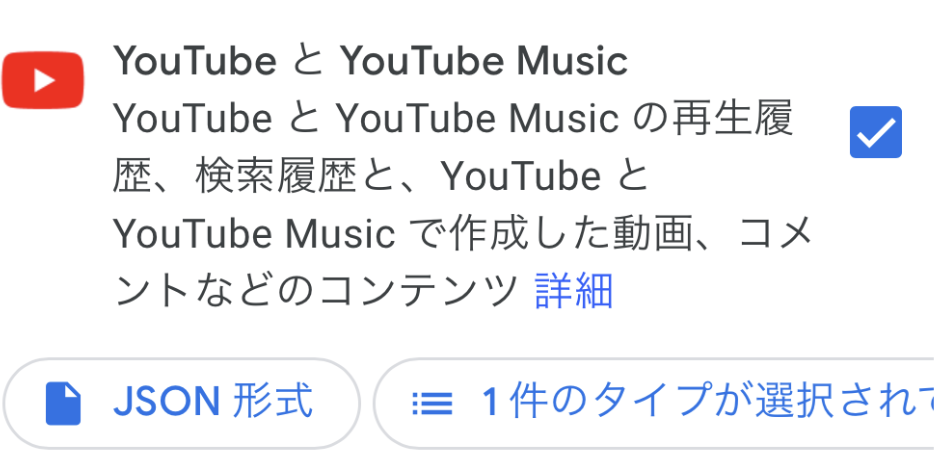 YouTube と YouTube Music
YouTube と YouTube Music の再生履
歴、検索履歴と、YouTube と
YouTube Music で作成した動画、コメ
ントなどのコンテンツ 詳細
JSON 形式
1 件のタイプが選択されて